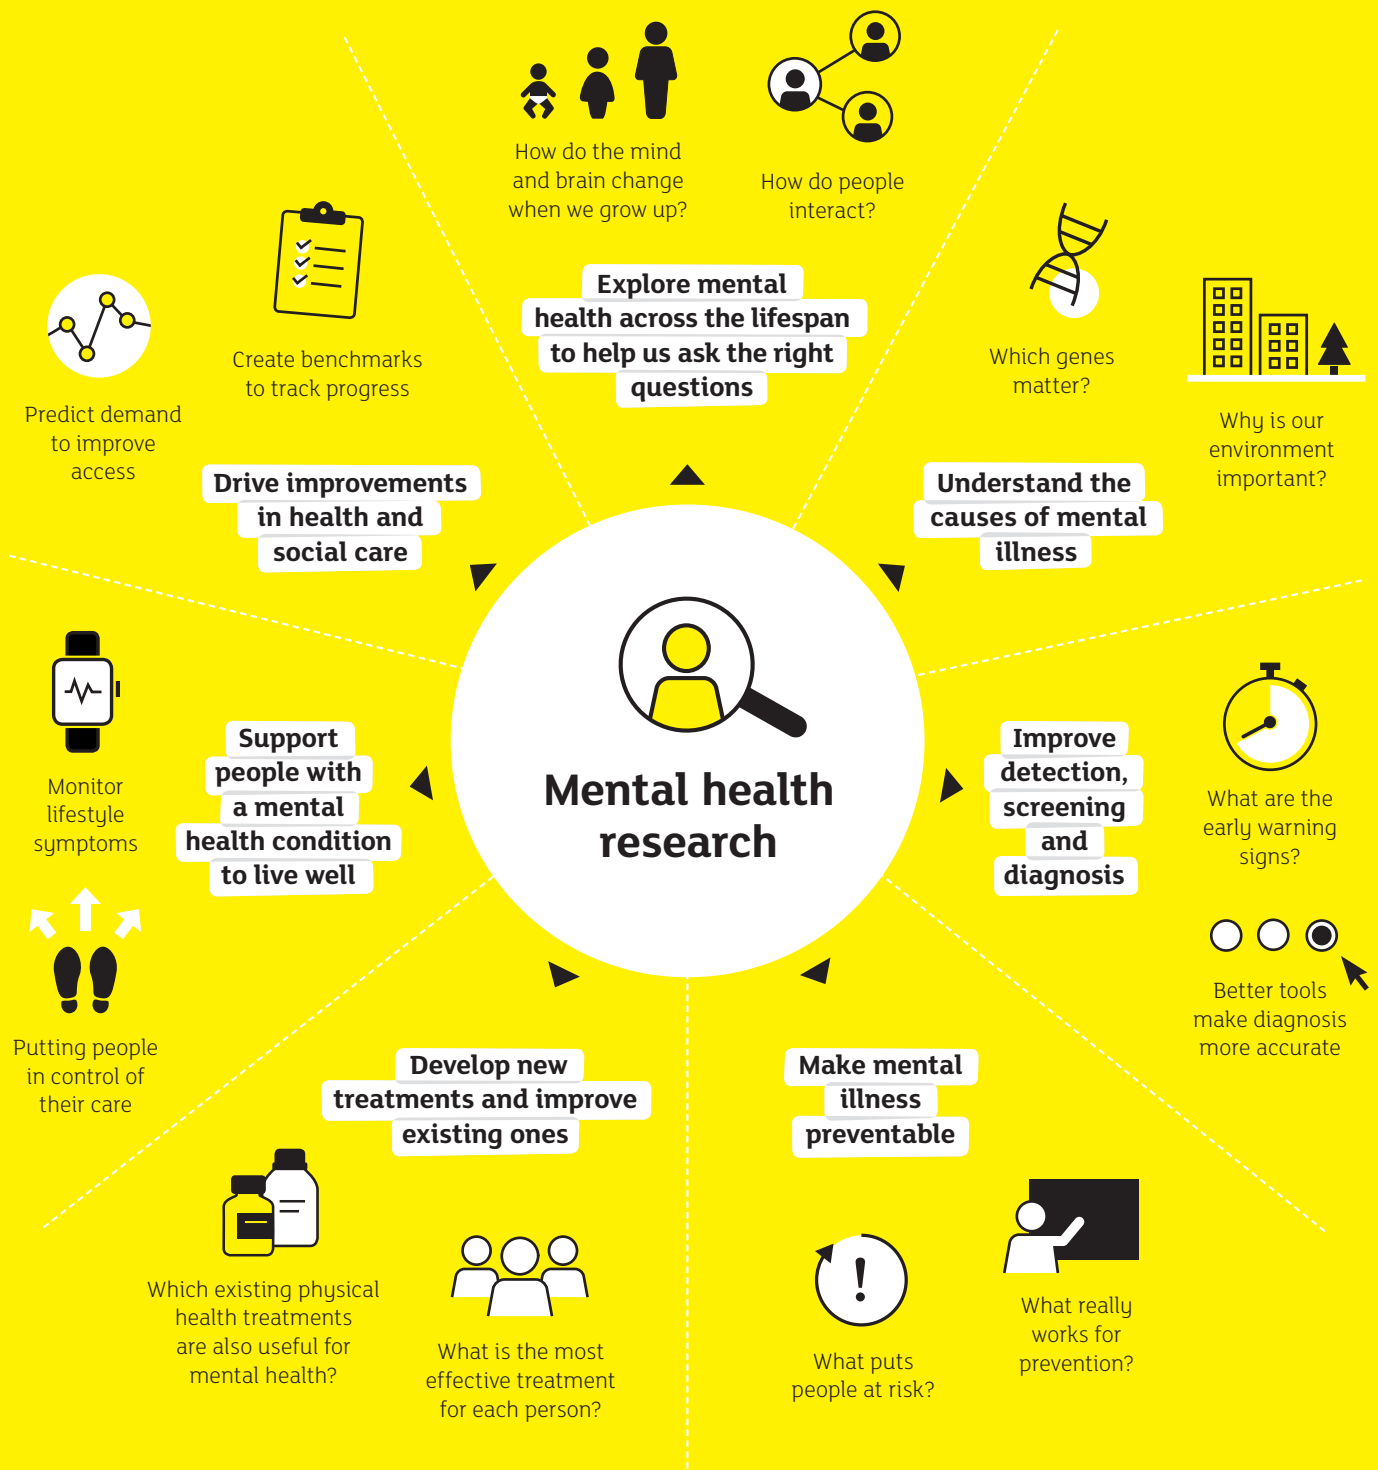 How do the mind
and brain change
when we grow up?
How do people
interact?
Explore mental
health across the lifespan
to help us ask the right
questions
Which genes
matter?
Why is our
environment
important?
Understand the
causes of mental
illness
Improve
detection,
screening
and
diagnosis
What are the
early warning
signs?
Better tools
make diagnosis
more accurate
Make mental
illness
preventable
What really
works for
prevention?
What puts
people at risk?
Develop new
treatments and improve
existing ones
Which existing physical
health treatments
are also useful for
mental health?
What is the most
effective treatment
for each person?
Support
people with
a mental
health condition
to live well
Monitor
lifestyle
symptoms
Putting people
in control of
their care
Drive improvements
in health and
social care
Predict demand
to improve
access
Create benchmarks
to track progress
Mental health
research